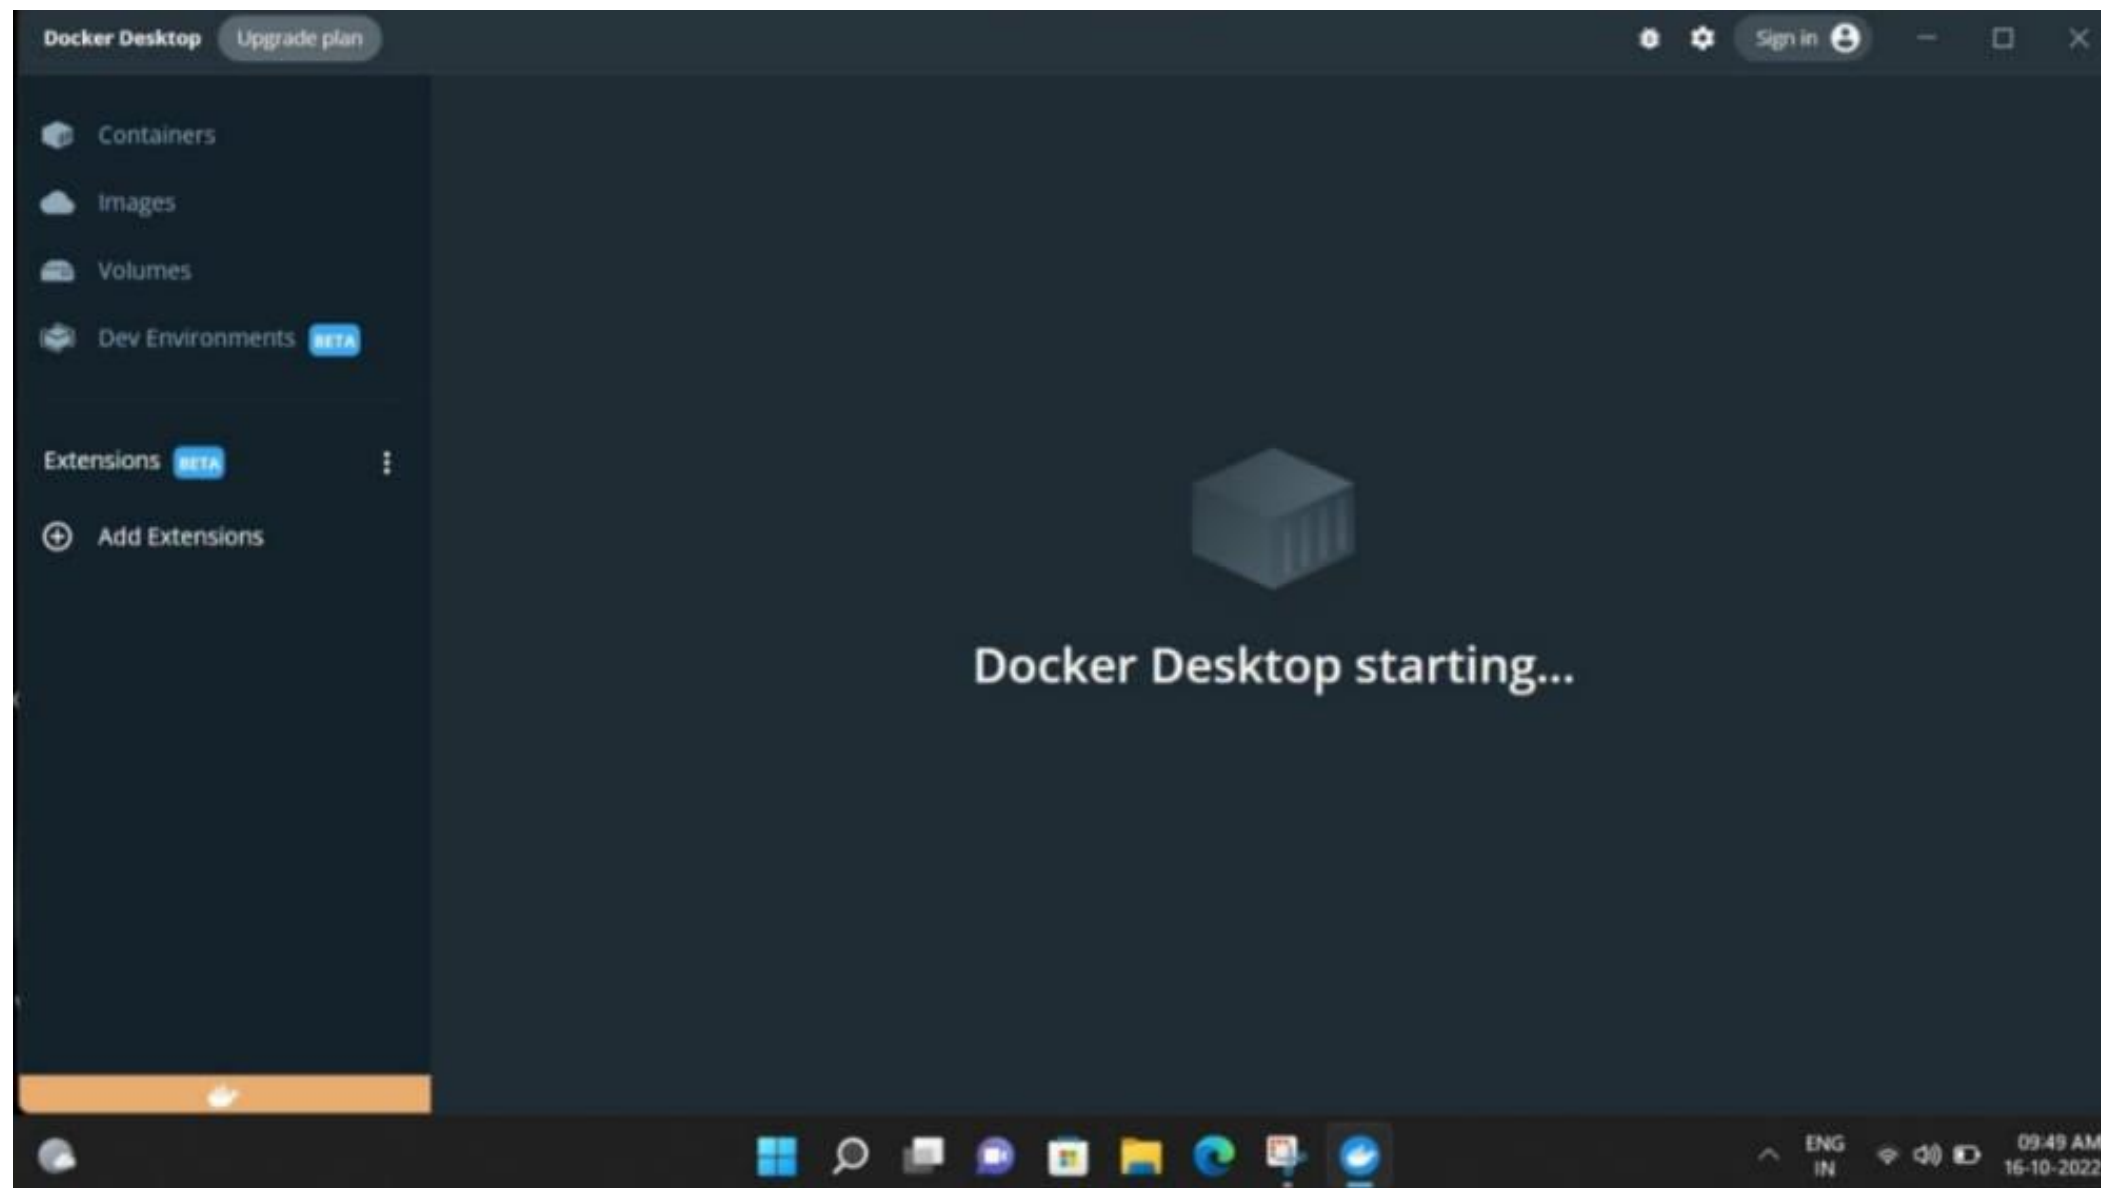 Docker Desktop Upgrade plan Sign in
Containers
Images
Volumes
Dev Environments BETA
Extensions BETA
Add Extensions
Docker Desktop starting...
ENG
IN
09:49 AM
16-10-2022